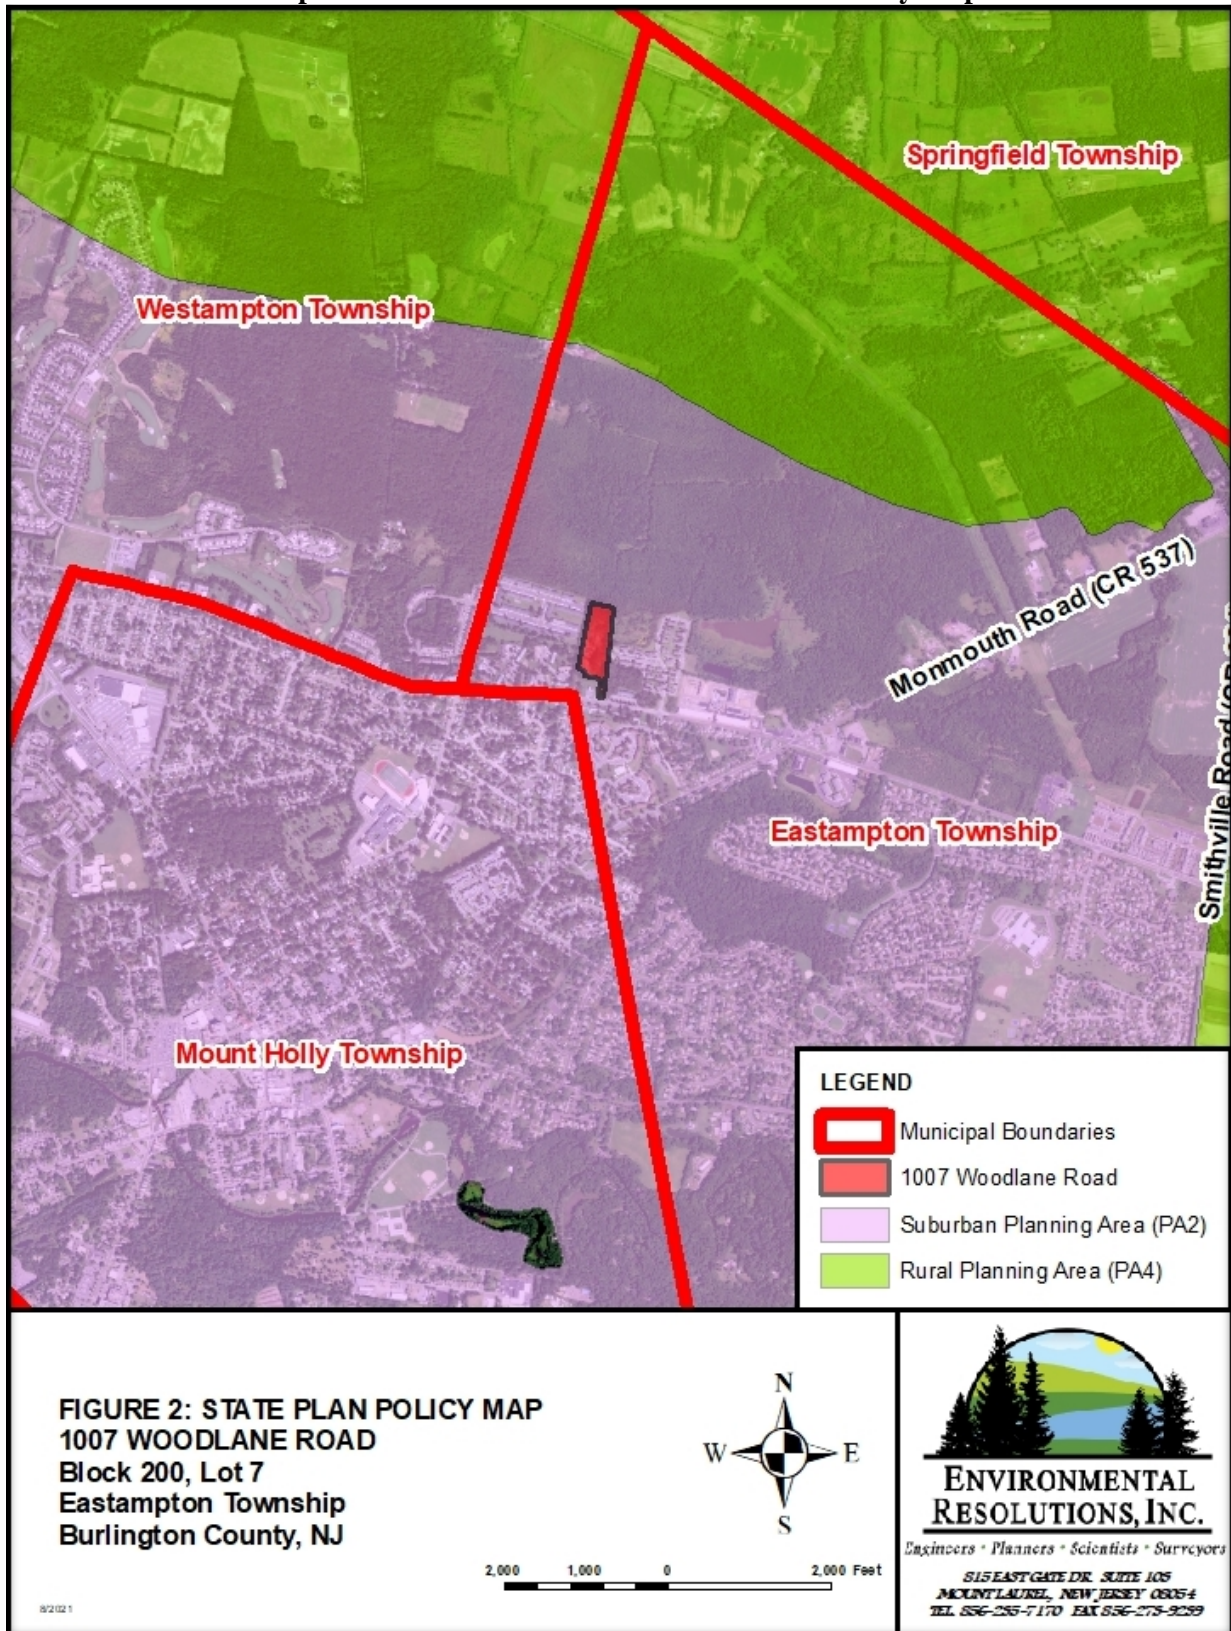 Springfield Township
Westampton Township
Monmouth Road (CR 537)
Smithville Road
Eastampton Township
Mount Holly Township
LEGEND
Municipal Boundaries
1007 Woodlane Road
Suburban Planning Area (PA2)
Rural Planning Area (PA4)
FIGURE 2: STATE PLAN POLICY MAP
1007 WOODLANE ROAD
Block 200, Lot 7
Eastampton Township
Burlington County, NJ
N
W E
S
2,000 1,000 0 2,000 Feet
8/2021
ENVIRONMENTAL
RESOLUTIONS, INC.
Engineers • Planners • Scientists • Surveyors
815 EAST GATE DR. SUITE 103
MOUNT LAUREL, NEW JERSEY 08054
TEL. 856-235-7170 FAX 856-273-9239